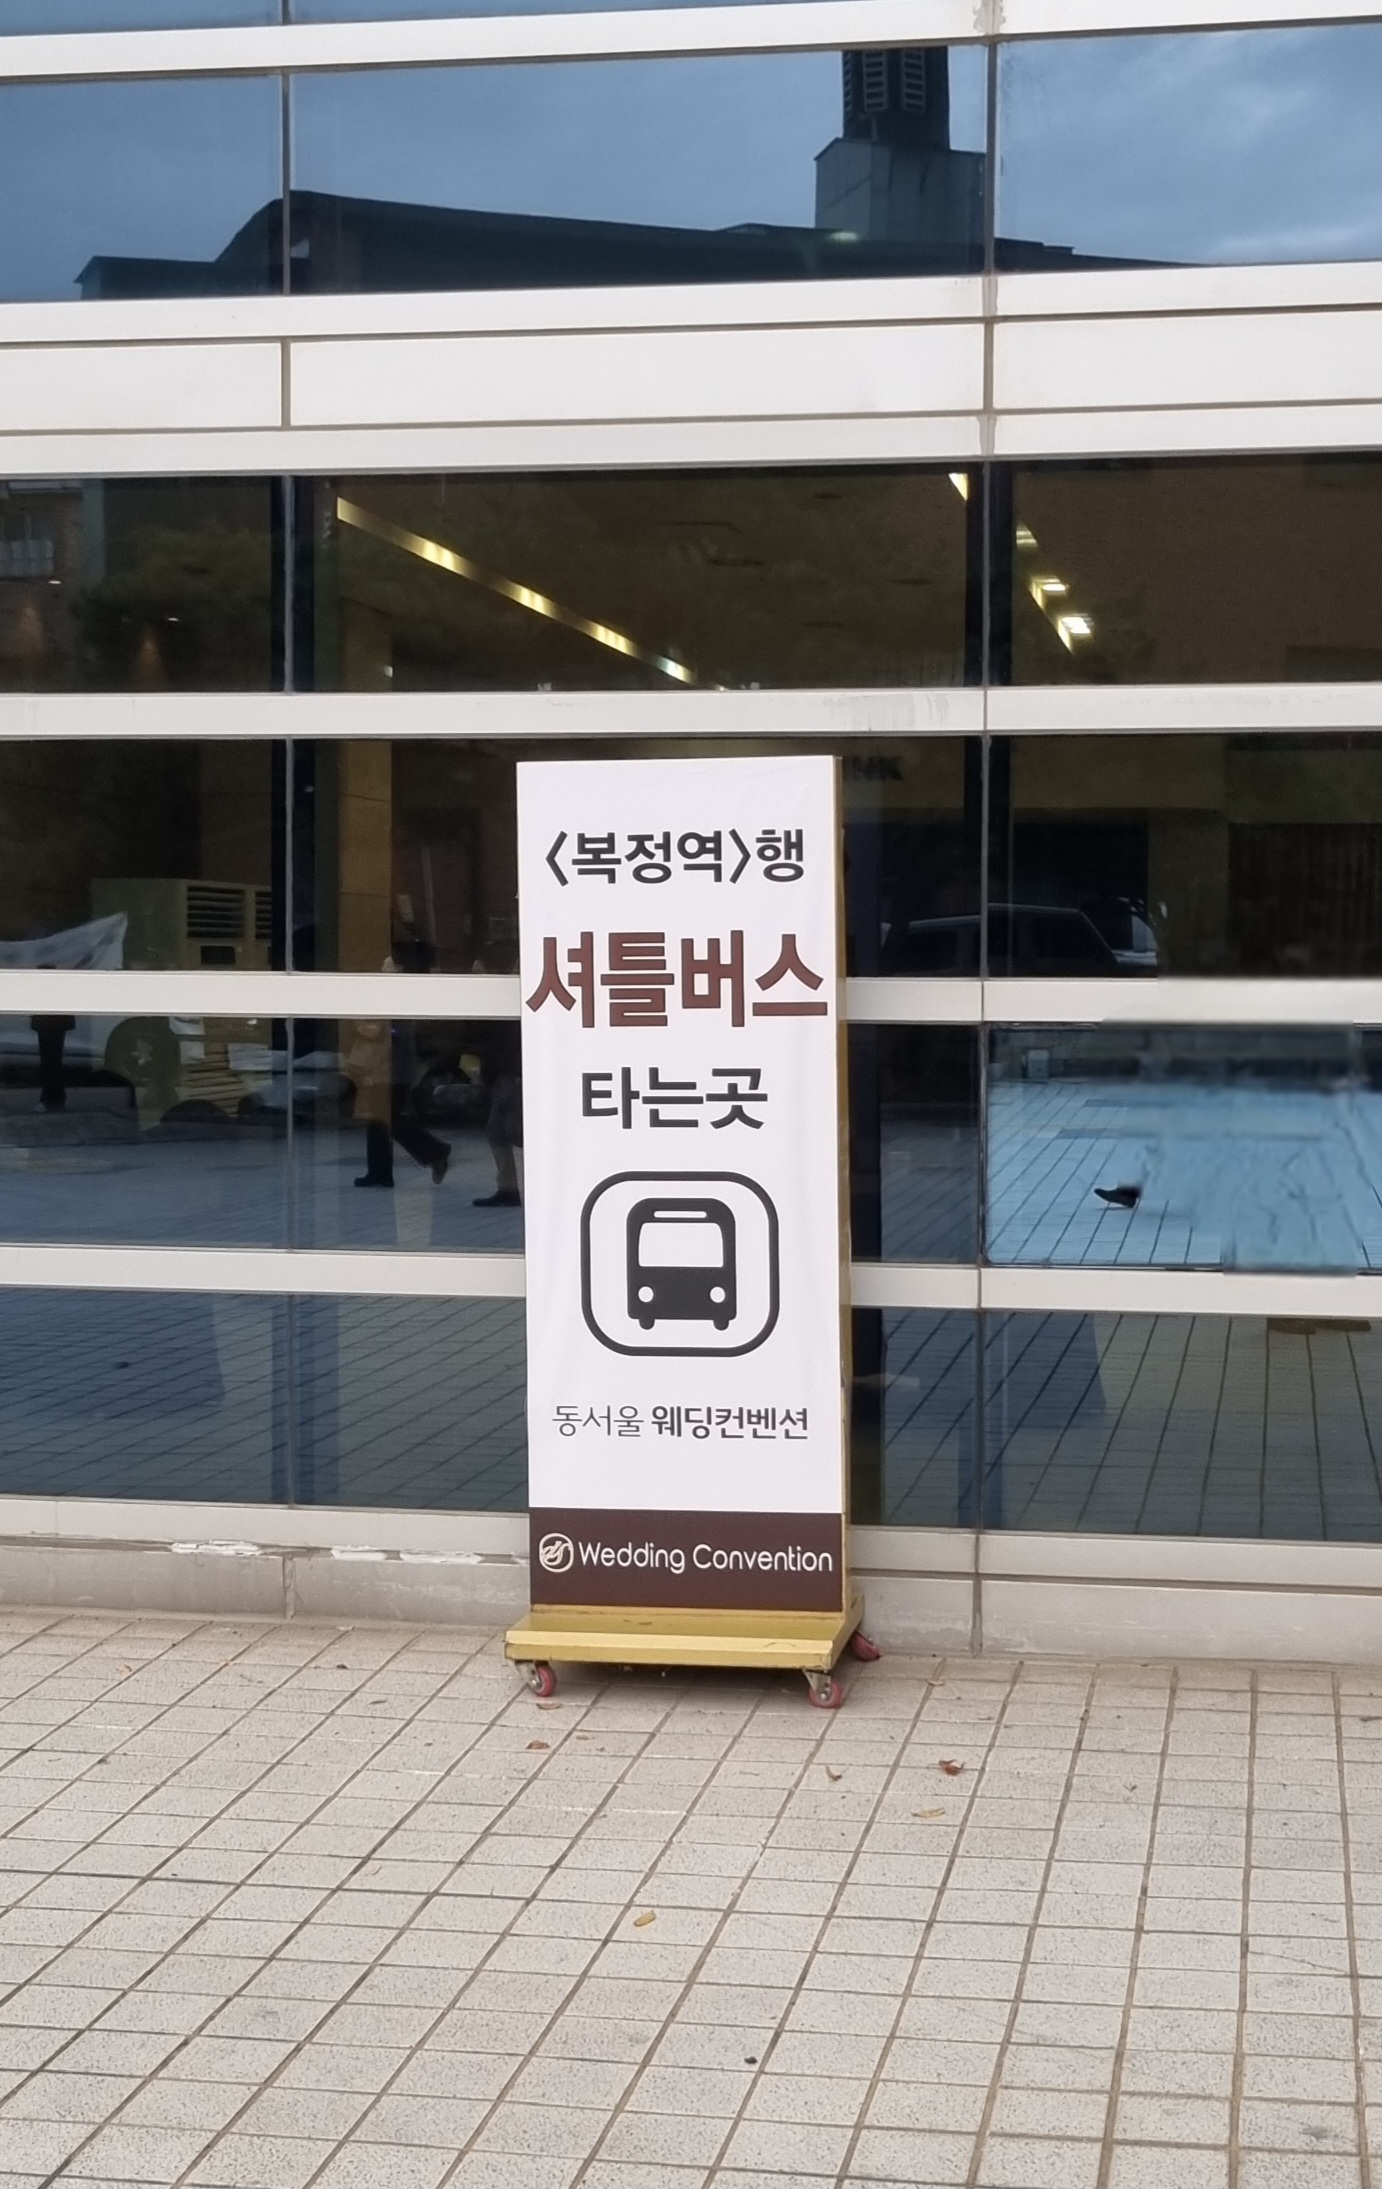 〈복정역〉행
셔틀버스
타는곳
동서울 웨딩컨벤션
Wedding Convention